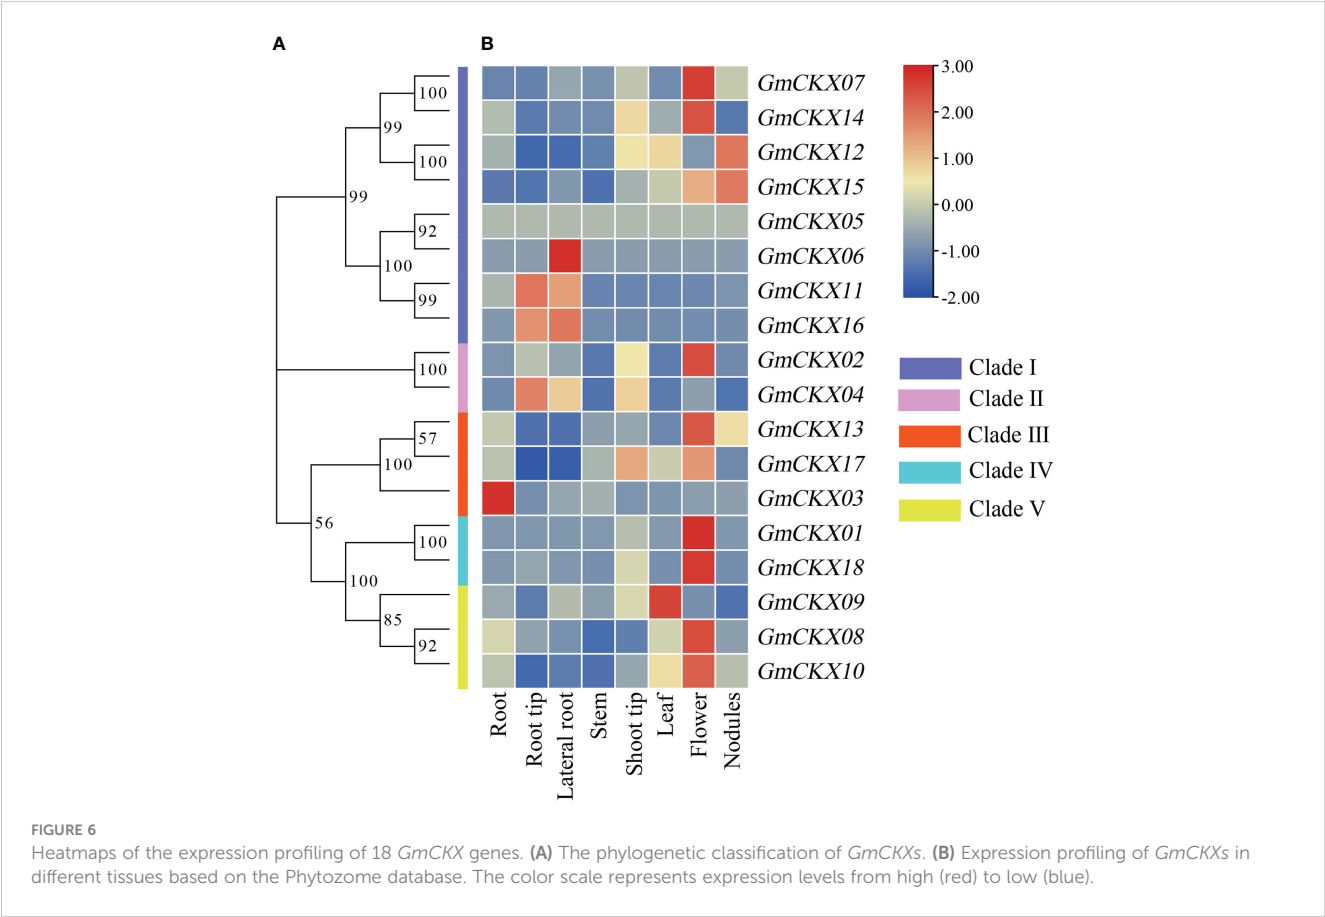 A
B
100
99
100
99
92
100
99
100
57
100
56
100
100
85
92
GmCKX07
GmCKX14
GmCKX12
GmCKX15
GmCKX05
GmCKX06
GmCKX11
GmCKX16
GmCKX02
GmCKX04
GmCKX13
GmCKX17
GmCKX03
GmCKX01
GmCKX18
GmCKX09
GmCKX08
GmCKX10
Root
Root tip
Lateral root
Stem
Shoot tip
Leaf
Flower
Nodules
3.00
2.00
1.00
0.00
-1.00
-2.00
Clade I
Clade II
Clade III
Clade IV
Clade V
FIGURE 6
Heatmaps of the expression profiling of 18 GmCKX genes. (A) The phylogenetic classification of GmCKXs. (B) Expression profiling of GmCKXs in
different tissues based on the Phytozome database. The color scale represents expression levels from high (red) to low (blue).